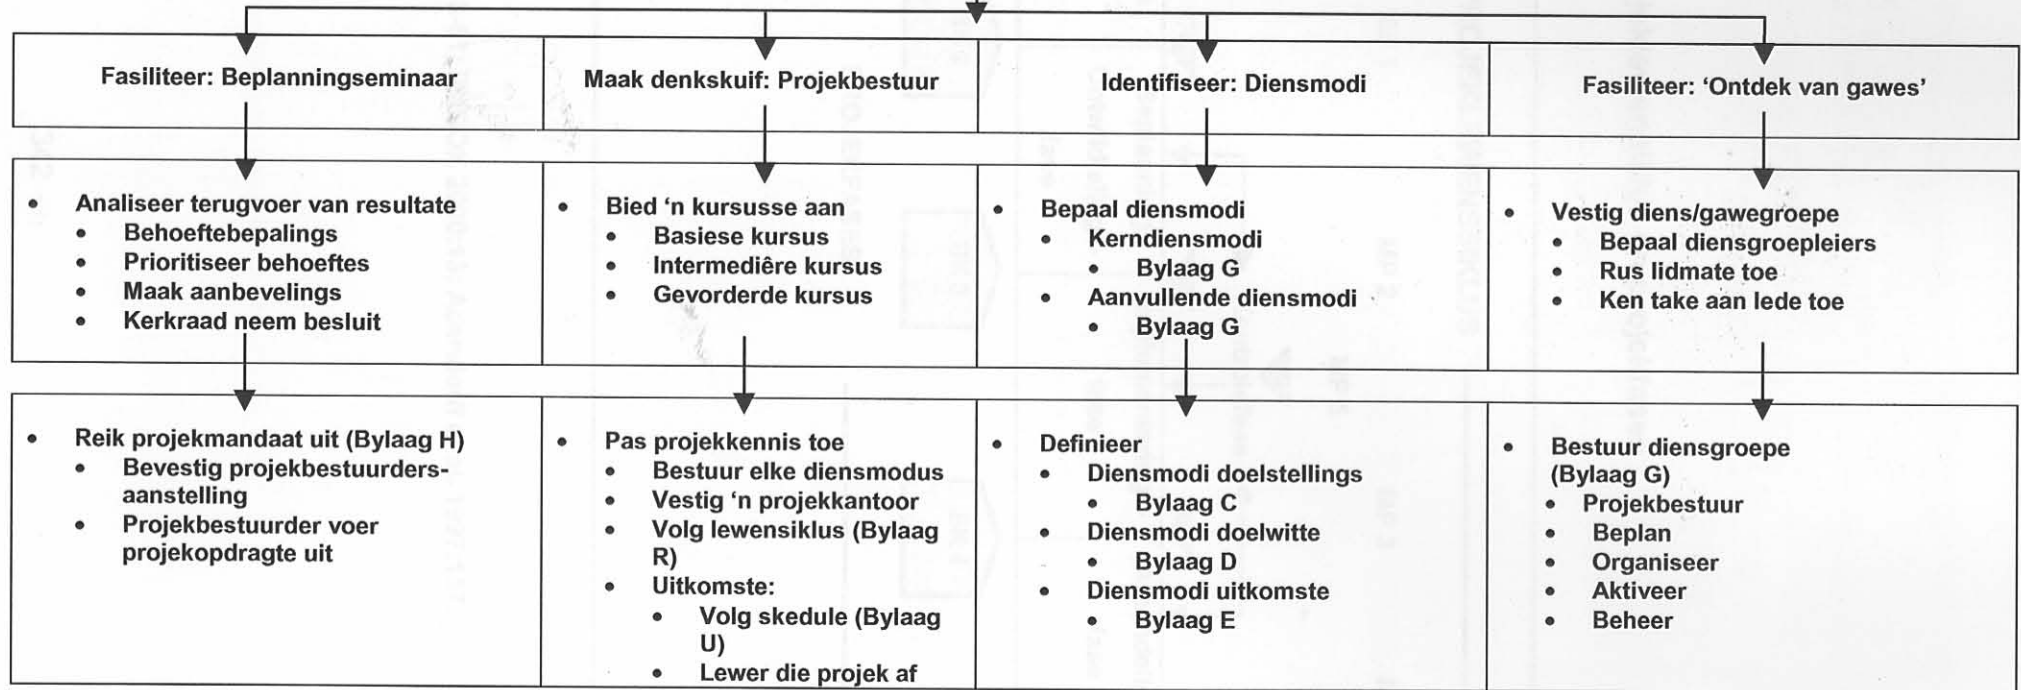 Fasiliteer: Beplanningseminaar
Maak denkskuif: Projekbestuur
Identifiseer: Diensmodi
Fasiliteer: ‘Ontdek van gawes’
• Analiseer terugvoer van resultate
• Behoeftebepalings
• Prioritiseer behoeftes
• Maak aanbevelings
• Kerkraad neem besluit
• Bied ‘n kursusse aan
• Basiese kursus
• Intermediêre kursus
• Gevorderde kursus
• Bepaal diensmodi
• Kerndiensmodi
• Bylaag G
• Aanvullende diensmodi
• Bylaag G
• Vestig diens/gawegroepe
• Bepaal diensgroepleiers
• Rus lidmate toe
• Ken take aan lede toe
• Reik projekmandaat uit (Bylaag H)
• Bevestig projekbestuurders-
aanstelling
• Projekbestuurder voer
projekopdragte uit
• Pas projekkennis toe
• Bestuur elke diensmodus
• Vestig ‘n projekkantoor
• Volg lewensiklus (Bylaag
R)
• Uitkomste:
• Volg skedule (Bylaag
U)
• Lewer die projek af
• Definieer
• Diensmodi doelstellings
• Bylaag C
• Diensmodi doelwitte
• Bylaag D
• Diensmodi uitkomste
• Bylaag E
• Bestuur diensgroepe
(Bylaag G)
• Projekbestuur
• Beplan
• Organiseer
• Aktiveer
• Beheer